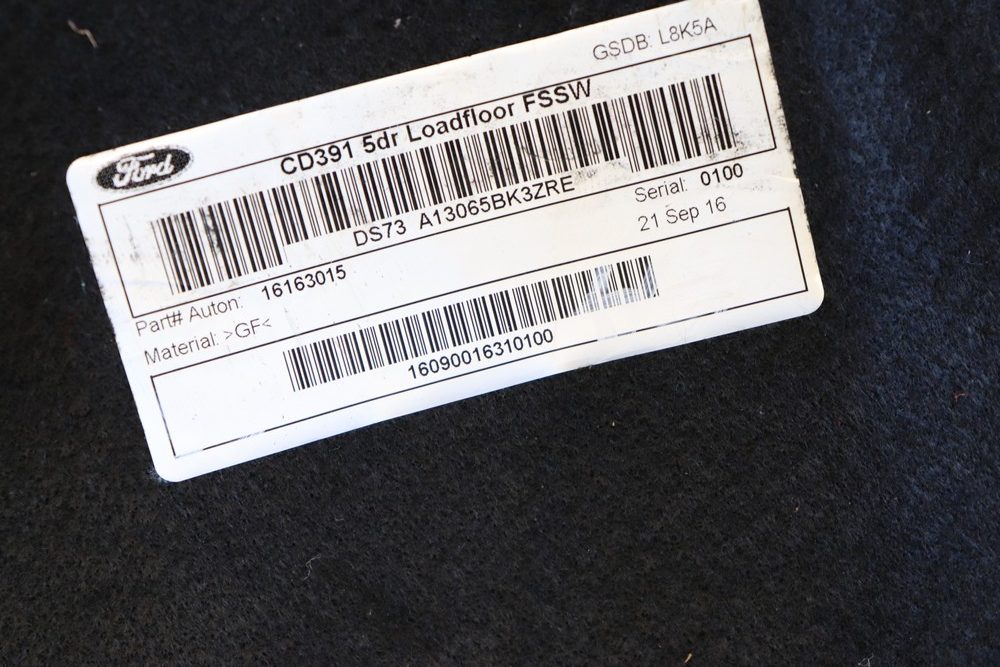 GSDB: L8K5A
Ford
CD391 5dr Loadfloor FSSW
DS73 A13065BK3ZRE
Part# Auton: 16163015
Serial: 0100
Material: >GF<
21 Sep 16
16090016310100